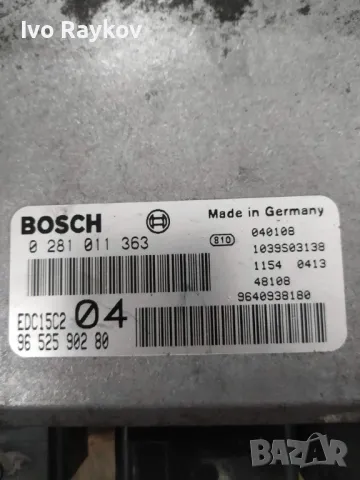 Ivo Raykov
BOSCH
Made in Germany
0 281 011 363
810
040108
1039S03138
1154 0413
48108
9640938180
EDC15C2 04
96 525 902 80
BAZAR